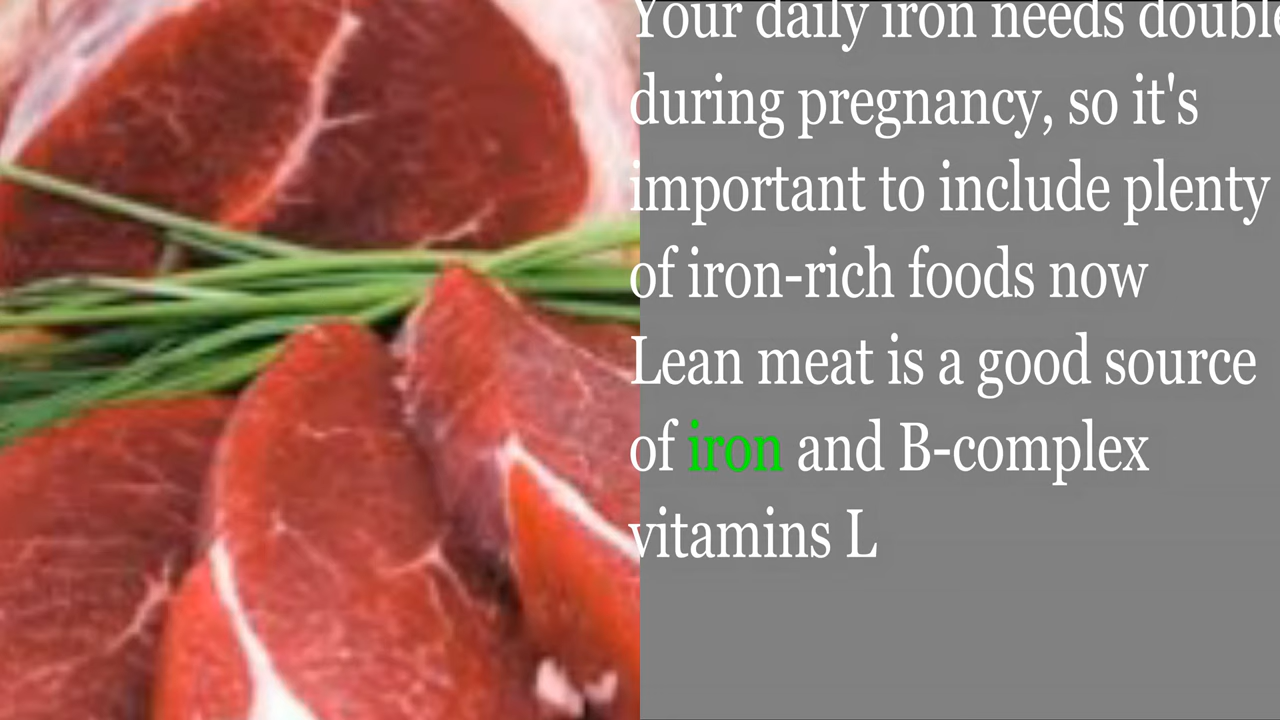 Your daily iron needs double
during pregnancy, so it's
important to include plenty
of iron-rich foods now
Lean meat is a good source
of iron and B-complex
vitamins L